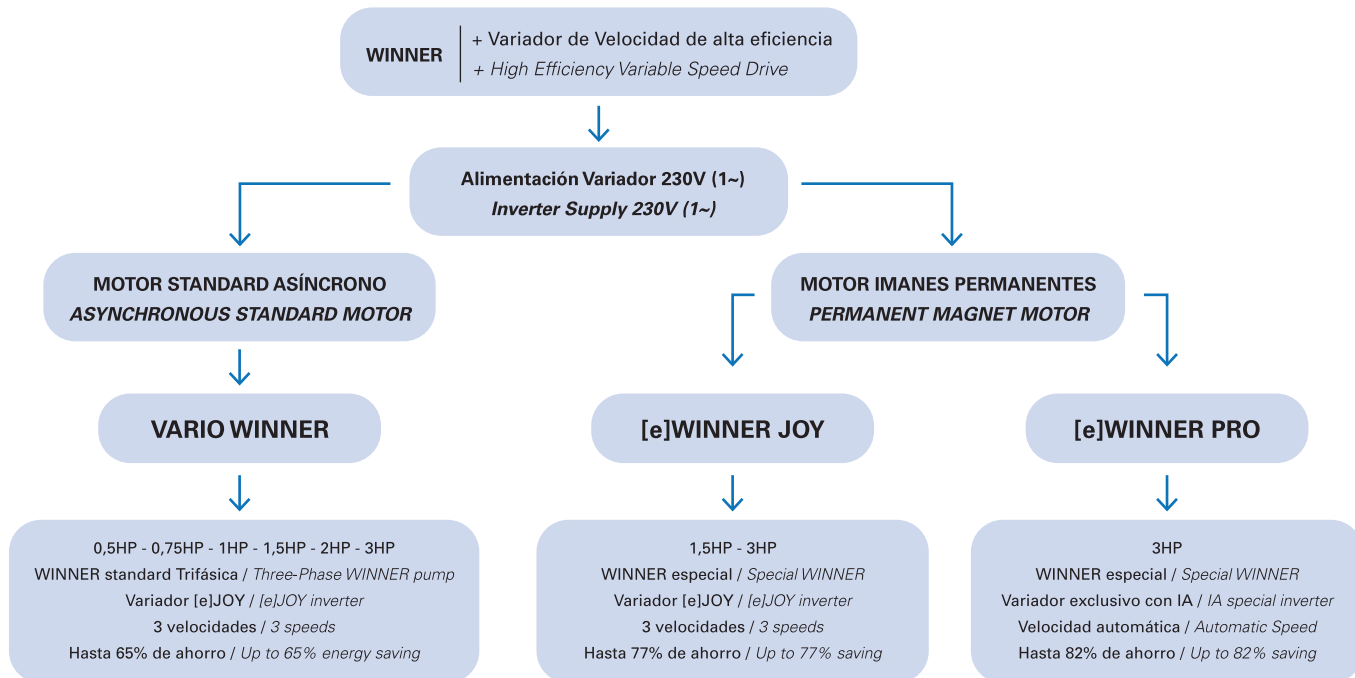 WINNER
+ Variador de Velocidad de alta eficiencia
+ High Efficiency Variable Speed Drive
Alimentación Variador 230V (1~)
Inverter Supply 230V (1~)
MOTOR STANDARD ASÍNCRONO
ASYNCHRONOUS STANDARD MOTOR
MOTOR IMANES PERMANENTES
PERMANENT MAGNET MOTOR
VARIO WINNER
[e]WINNER JOY
[e]WINNER PRO
0,5HP - 0,75HP - 1HP - 1,5HP - 2HP - 3HP
WINNER standard Trifásica / Three-Phase WINNER pump
Variador [e]JOY / [e]JOY inverter
3 velocidades / 3 speeds
Hasta 65% de ahorro / Up to 65% energy saving
1,5HP - 3HP
WINNER especial / Special WINNER
Variador [e]JOY / [e]JOY inverter
3 velocidades / 3 speeds
Hasta 77% de ahorro / Up to 77% saving
3HP
WINNER especial / Special WINNER
Variador exclusivo con IA / IA special inverter
Velocidad automática / Automatic Speed
Hasta 82% de ahorro / Up to 82% saving